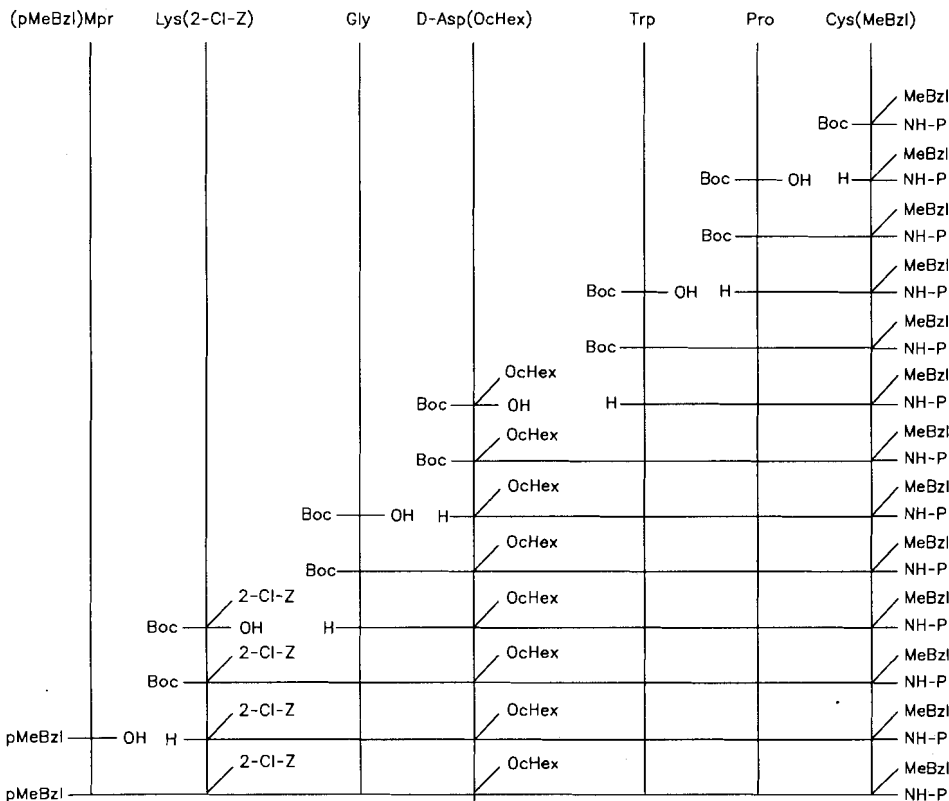 (pMeBzl)Mpr Lys(2-Cl-Z) Gly D-Asp(OcHex) Trp Pro Cys(MeBzl)
MeBzl
Boc NH-P
MeBzl
Boc OH H NH-P
MeBzl
Boc NH-P
MeBzl
Boc OH H NH-P
MeBzl
Boc NH-P
OcHex MeBzl
Boc OH H NH-P
OcHex MeBzl
Boc NH-P
OcHex MeBzl
Boc OH H NH-P
OcHex MeBzl
Boc NH-P
2-Cl-Z OcHex MeBzl
Boc OH H NH-P
2-Cl-Z OcHex MeBzl
Boc NH-P
2-Cl-Z OcHex MeBzl
pMeBzl OH H NH-P
2-Cl-Z OcHex MeBzl
pMeBzl NH-P